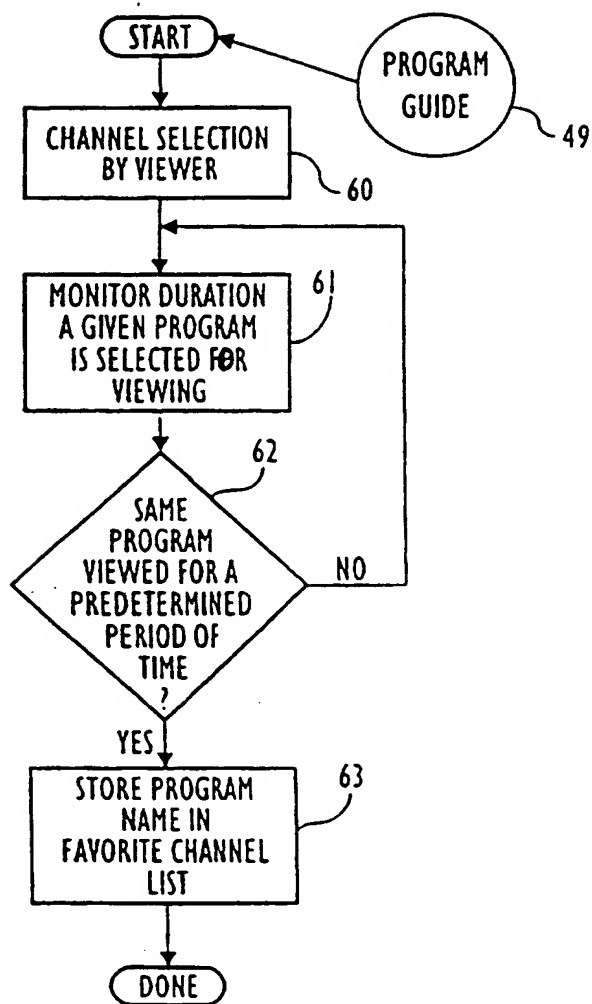 START
PROGRAM
GUIDE
49
CHANNEL SELECTION
BY VIEWER
60
MONITOR DURATION
A GIVEN PROGRAM
IS SELECTED FOR
VIEWING
61
62
SAME
PROGRAM
VIEWED FOR A
PREDETERMINED
PERIOD OF
TIME
?
NO
YES
STORE PROGRAM
NAME IN
FAVORITE CHANNEL
LIST
63
DONE